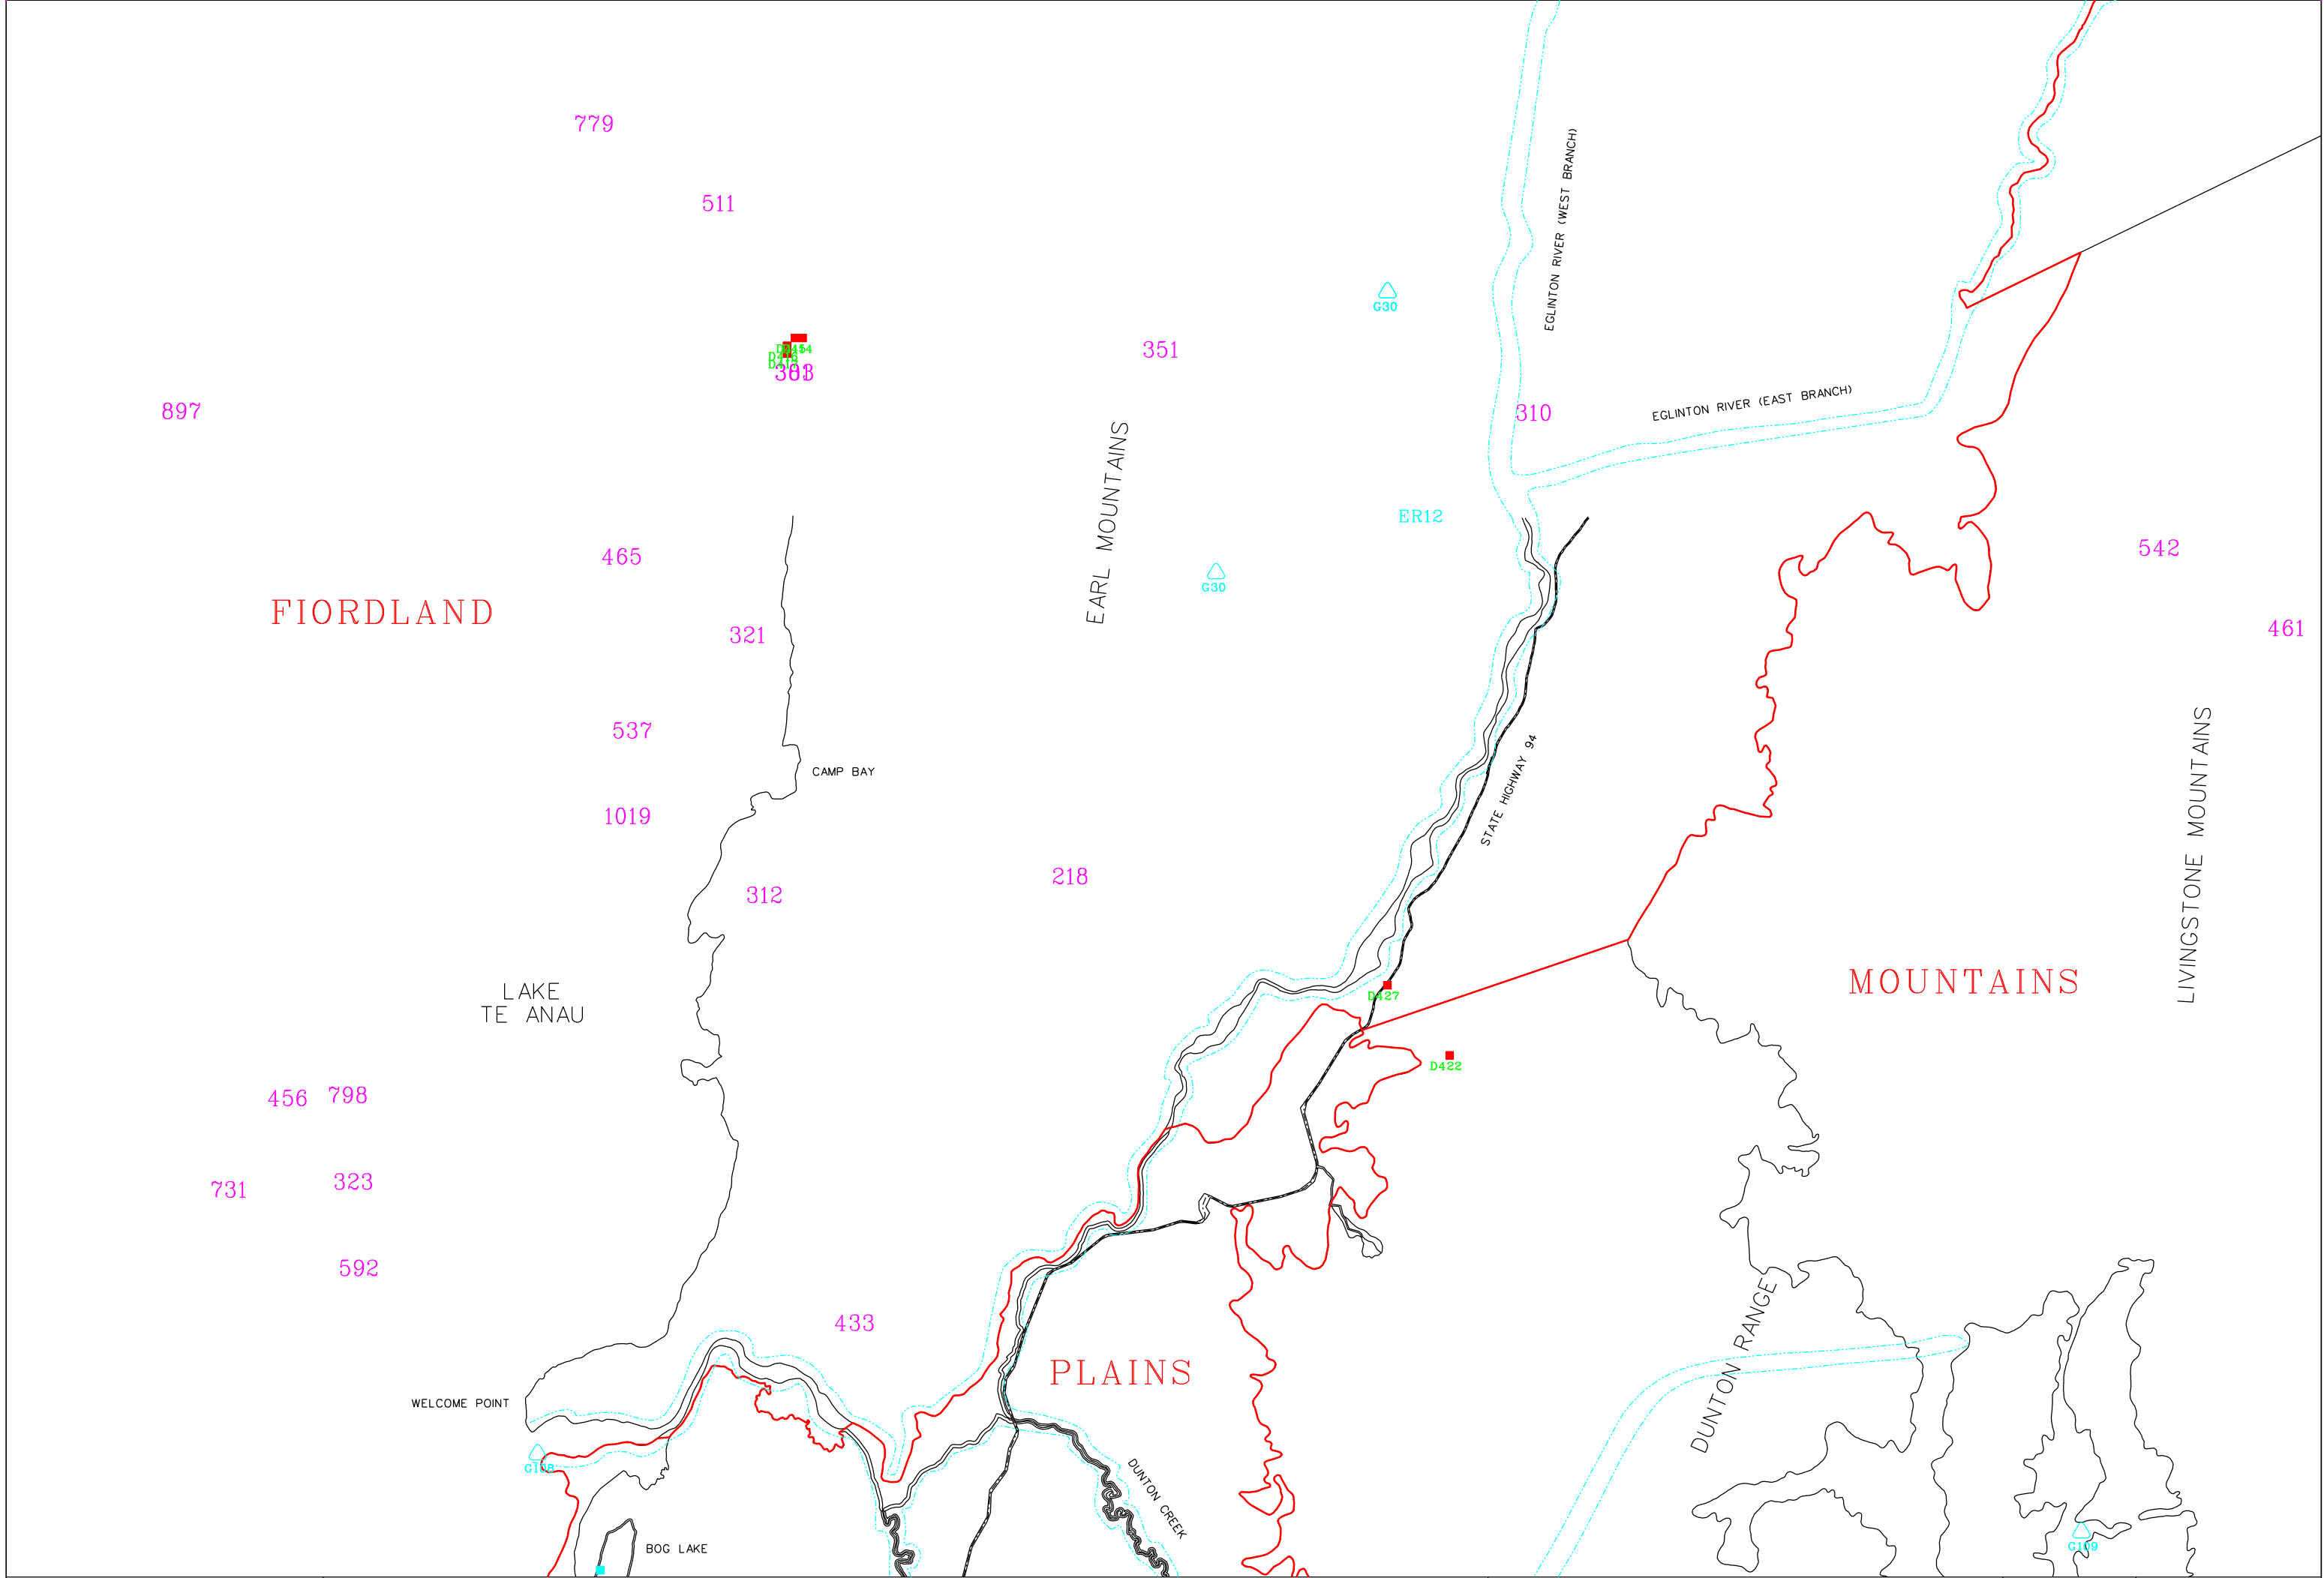 779
511
EGLINTON RIVER (WEST BRANCH)
G30
351
897
310
EGLINTON RIVER (EAST BRANCH)
EARL MOUNTAINS
ER12
542
465
G30
FIORDLAND
321
461
537
CAMP BAY
STATE HIGHWAY 94
LIVINGSTONE MOUNTAINS
1019
218
312
LAKE
TE ANAU
MOUNTAINS
D427
D422
456
798
731
323
592
433
DUNTON RANGE
PLAINS
WELCOME POINT
G108
DUNTON CREEK
BOG LAKE
G109